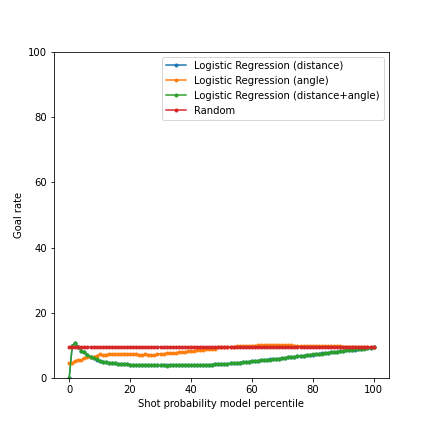 100
80
60
40
20
0
Goal rate
Logistic Regression (distance)
Logistic Regression (angle)
Logistic Regression (distance+angle)
Random
0 20 40 60 80 100
Shot probability model percentile